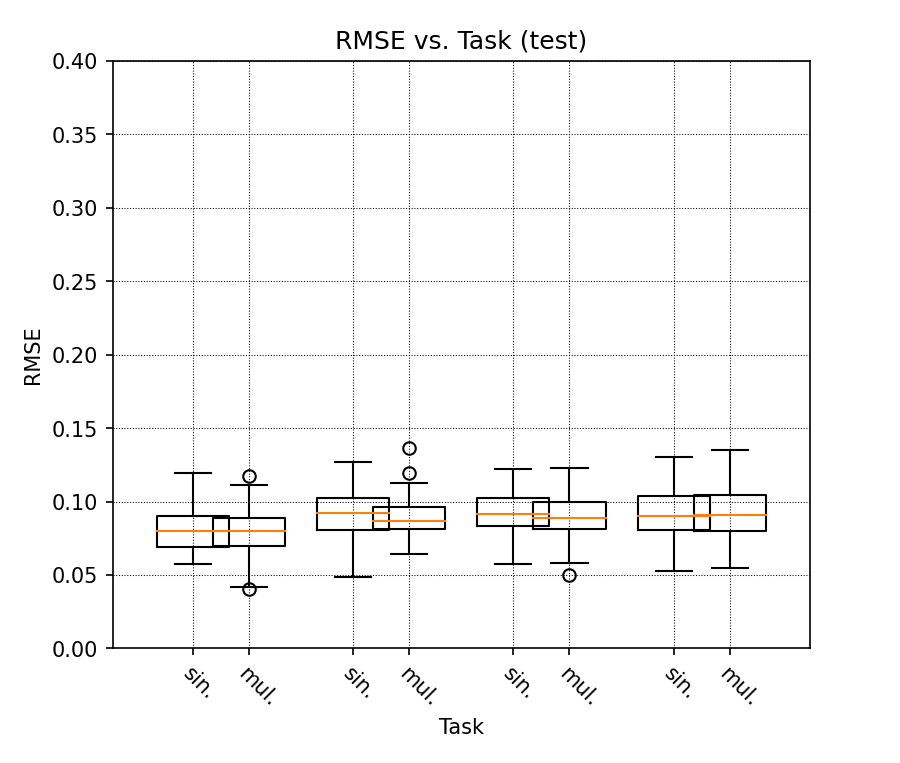 RMSE vs. Task (test)
0.40
0.35
0.30
0.25
0.20
0.15
0.10
0.05
0.00
RMSE
sin.
mul.
sin.
mul.
sin.
mul.
sin.
mul.
Task